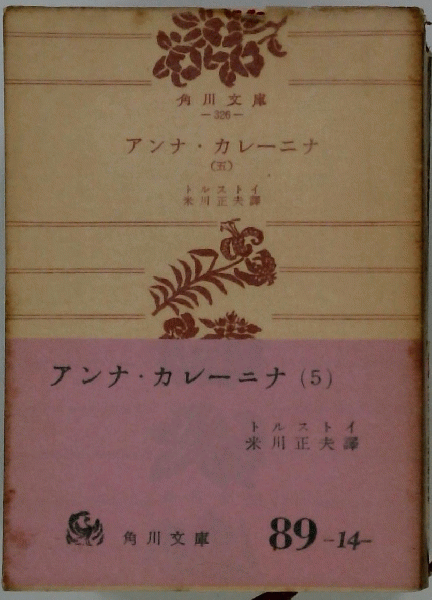 角川文庫
—326—
アンナ・カレーニナ
(五)
トルストイ
米川正夫譯
アンナ・カレーニナ(5)
トルストイ
米川正夫譯
角川文庫
89 -14-